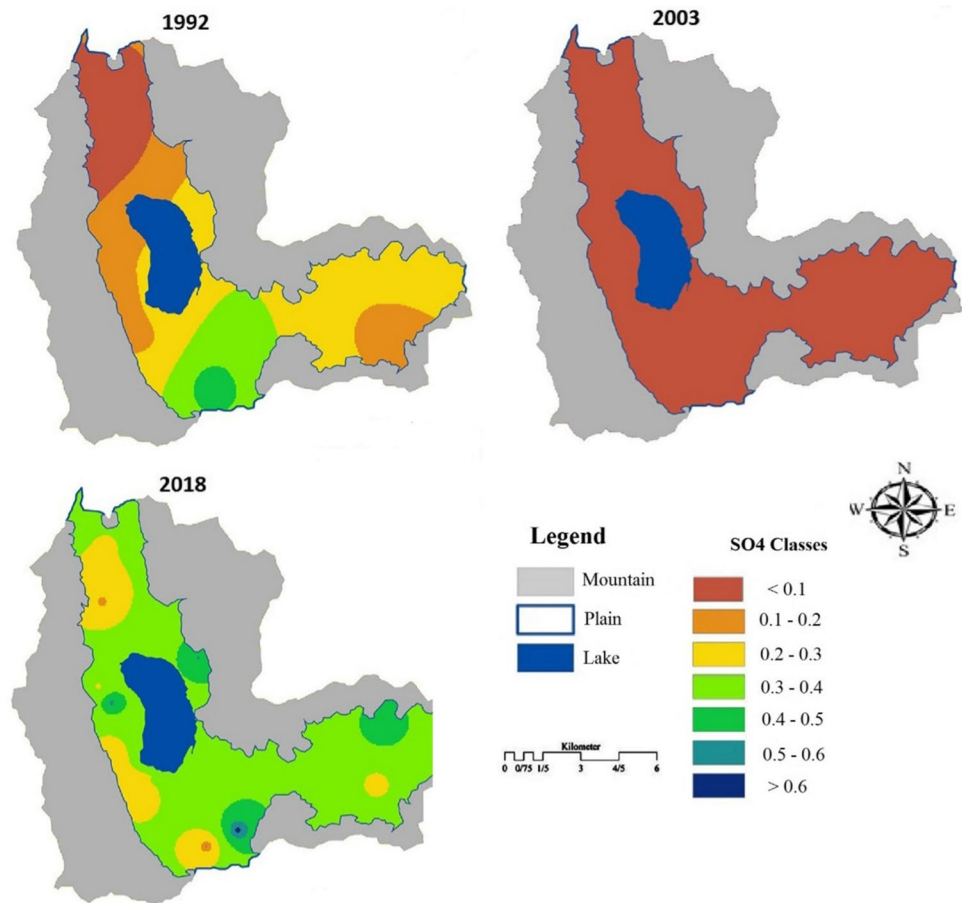 1992
2003
2018
N
W E
S
Legend
Mountain
Plain
Lake
SO4 Classes
< 0.1
0.1 - 0.2
0.2 - 0.3
0.3 - 0.4
0.4 - 0.5
0.5 - 0.6
> 0.6
Kilometer
0 0/75 1/5 3 4/5 6